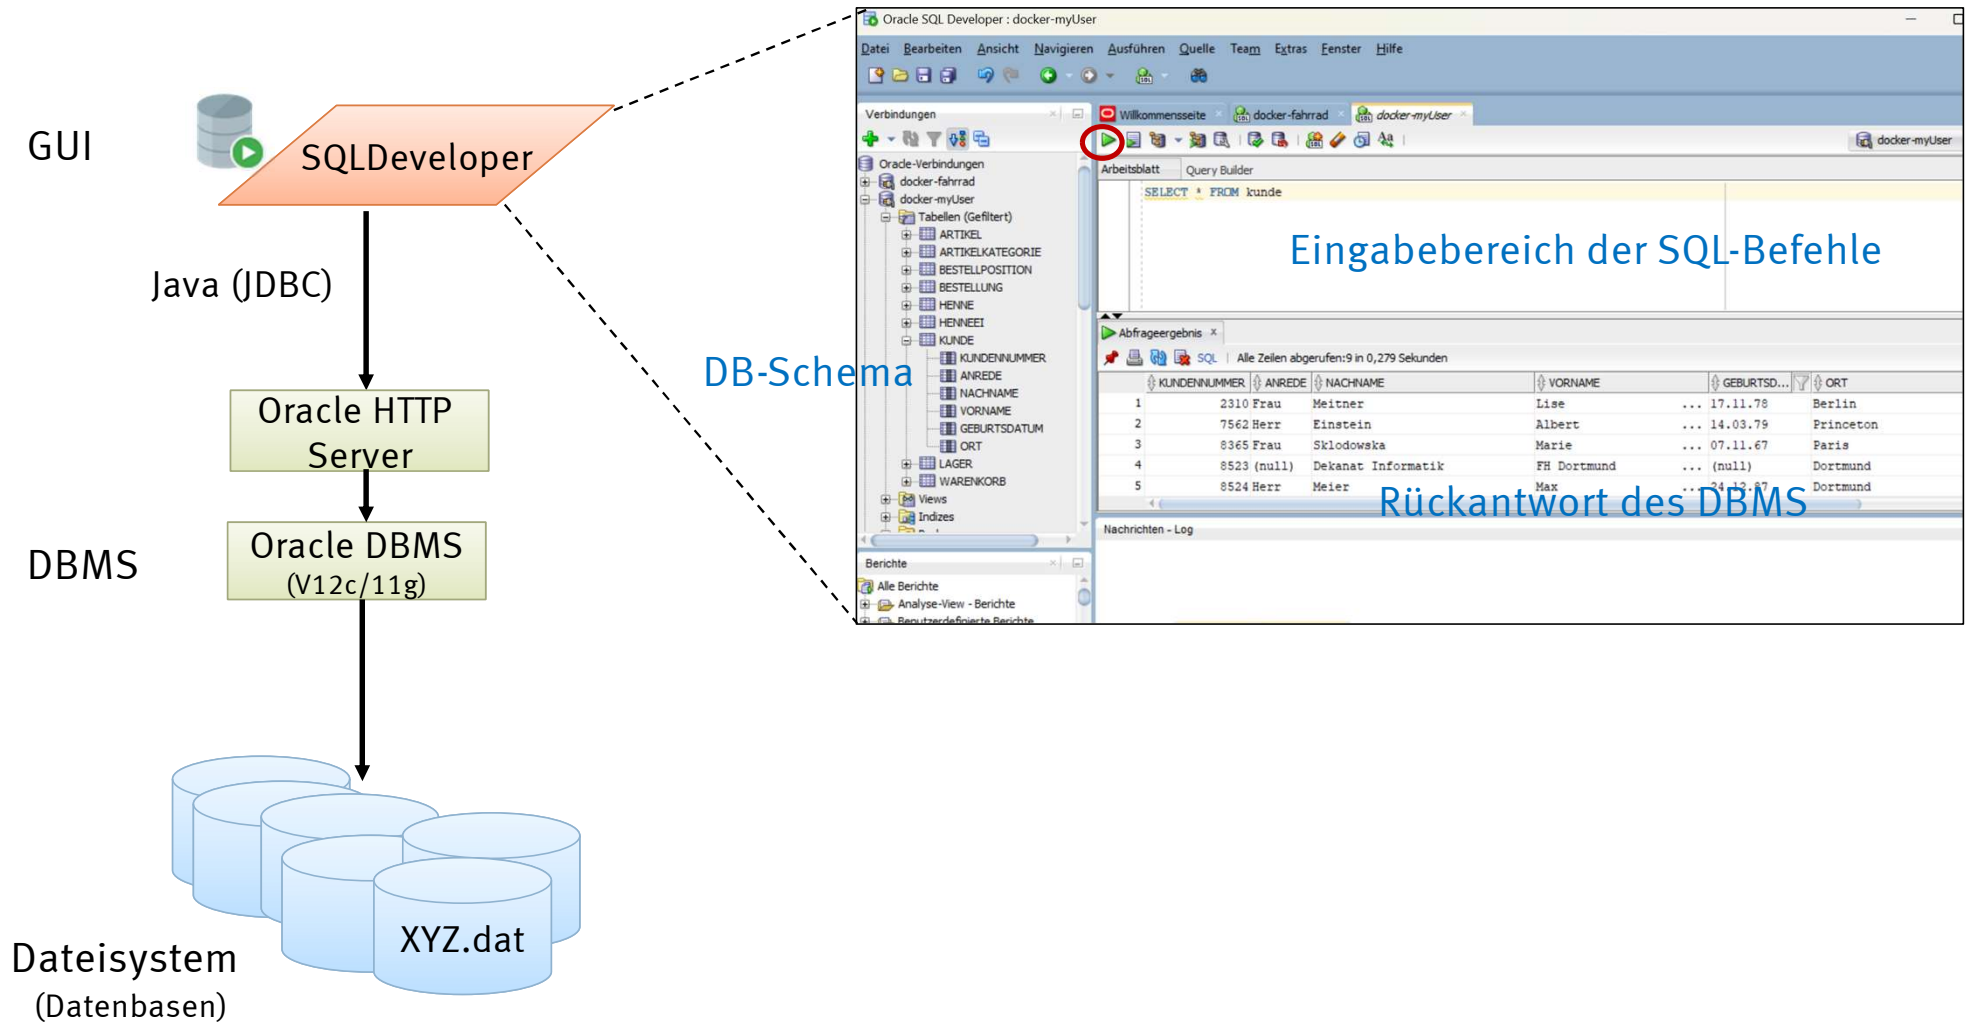 GUI
SQLDeveloper
Java (JDBC)
Oracle HTTP
Server
DBMS
Oracle DBMS
(V12c/11g)
XYZ.dat
Dateisystem
(Datenbasen)
DB-Schema
Oracle SQL Developer : docker-myUser
Datei Bearbeiten Ansicht Navigieren Ausführen Quelle Team Extras Fenster Hilfe
Verbindungen
Oracle-Verbindungen
docker-fahrrad
docker-myUser
Tabellen (Gefiltert)
ARTIKEL
ARTIKELKATEGORIE
BESTELLPOSITION
BESTELLUNG
HENNE
HENNEEI
KUNDE
KUNDENNUMMER
ANREDE
NACHNAME
VORNAME
GEBURTSDATUM
ORT
LAGER
WARENKORB
Views
Indizes
Berichte
Alle Berichte
Analyse-View - Berichte
Benutzerdefinierte Berichte
Willkommensseite docker-fahrrad docker-myUser
SQL docker-myUser
Arbeitsblatt Query Builder
SELECT * FROM kunde
Eingabebereich der SQL-Befehle
Abfrageergebnis x
SQL | Alle Zeilen abgerufen:9 in 0,279 Sekunden
KUNDENNUMMER ANREDE NACHNAME VORNAME GEBURTSD... ORT
1 2310 Frau Meitner Lise ... 17.11.78 Berlin
2 7562 Herr Einstein Albert ... 14.03.79 Princeton
3 8365 Frau Sklodowska Marie ... 07.11.67 Paris
4 8523 (null) Dekanat Informatik FH Dortmund ... (null) Dortmund
5 8524 Herr Meier Max ... 24.12.87 Dortmund
Rückantwort des DBMS
Nachrichten - Log